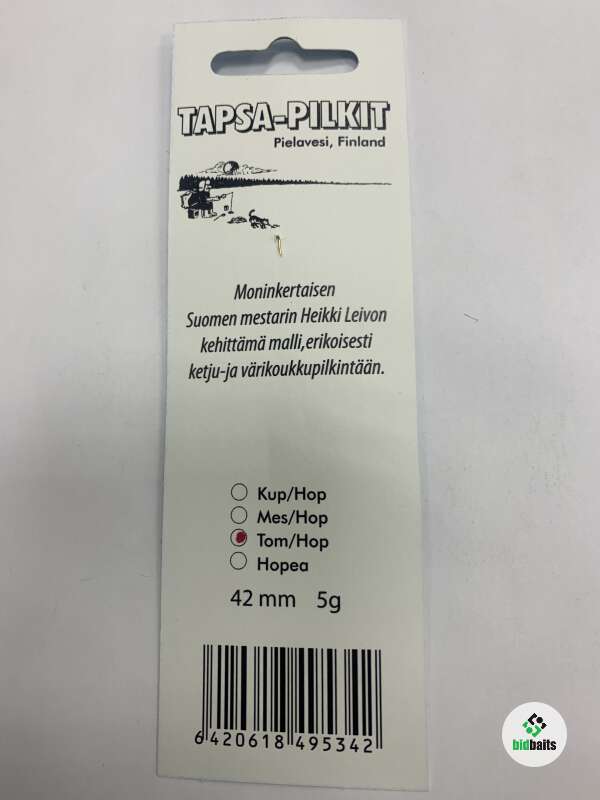 TAPSA-PILKIT
Pielavesi, Finland
Moninkertaisen
Suomen mestarin Heikki Leivon
kehittämä malli,erikoisesti
ketju-ja värikoukkupilkintään.
Kup/Hop
Mes/Hop
Tom/Hop
Hopea
42 mm 5g
6 420618 495342
bidbaits